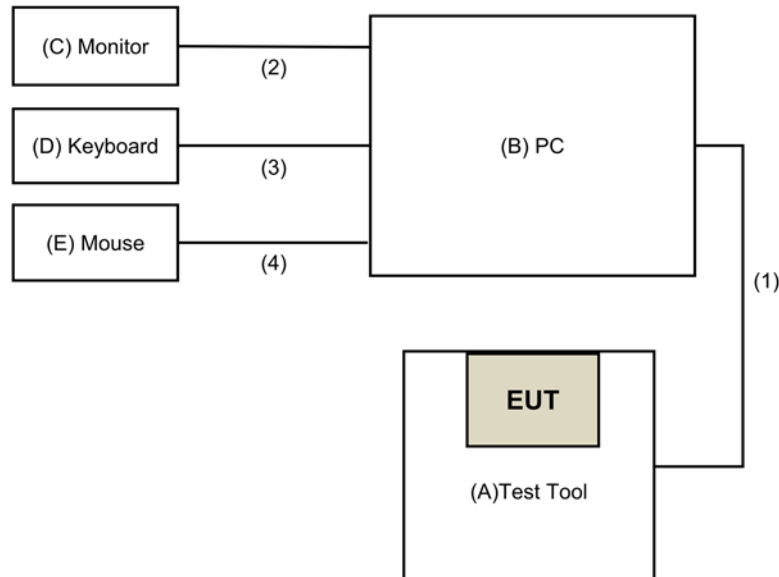 (C) Monitor
(2)
(D) Keyboard
(3)
(B) PC
(E) Mouse
(4)
(1)
EUT
(A)Test Tool